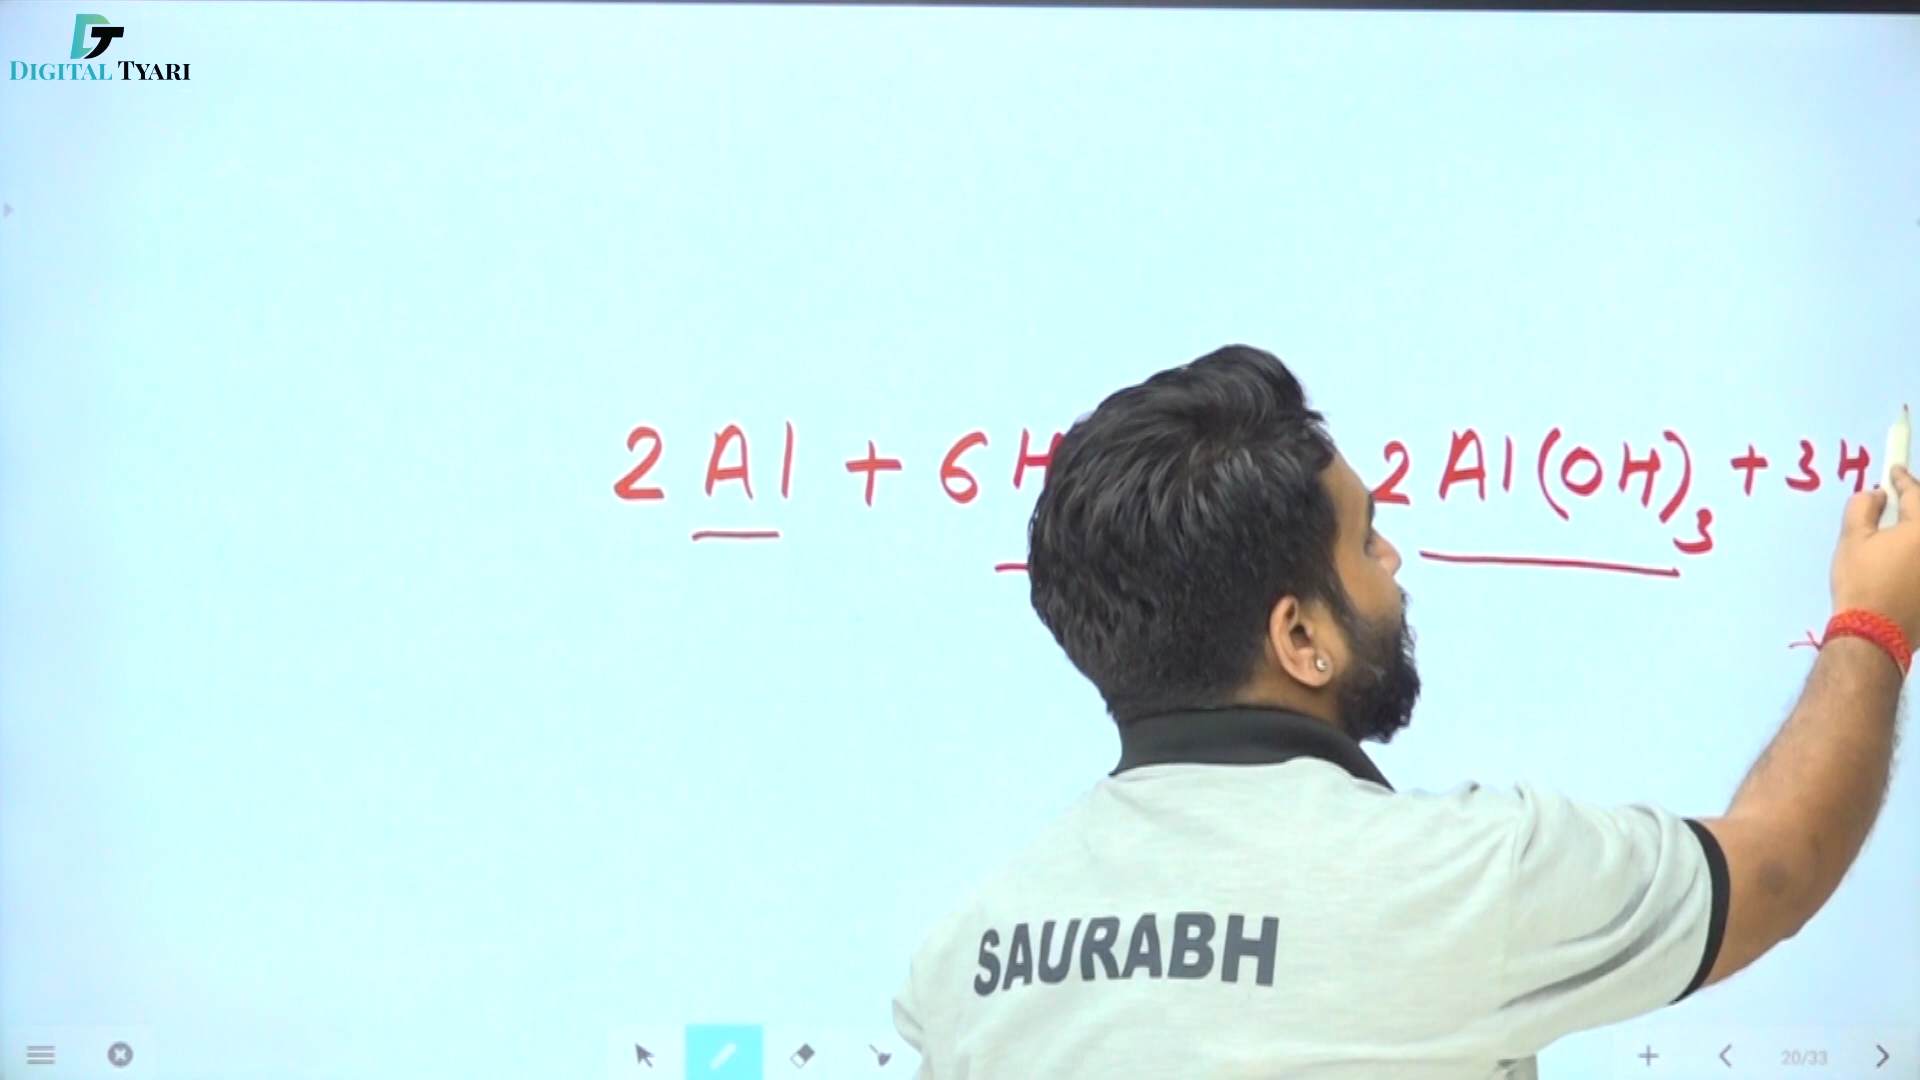 DIGITAL TYARI
2 Al + 6 H 2 Al(OH)₃ + 3 H
SAURABH
20/33